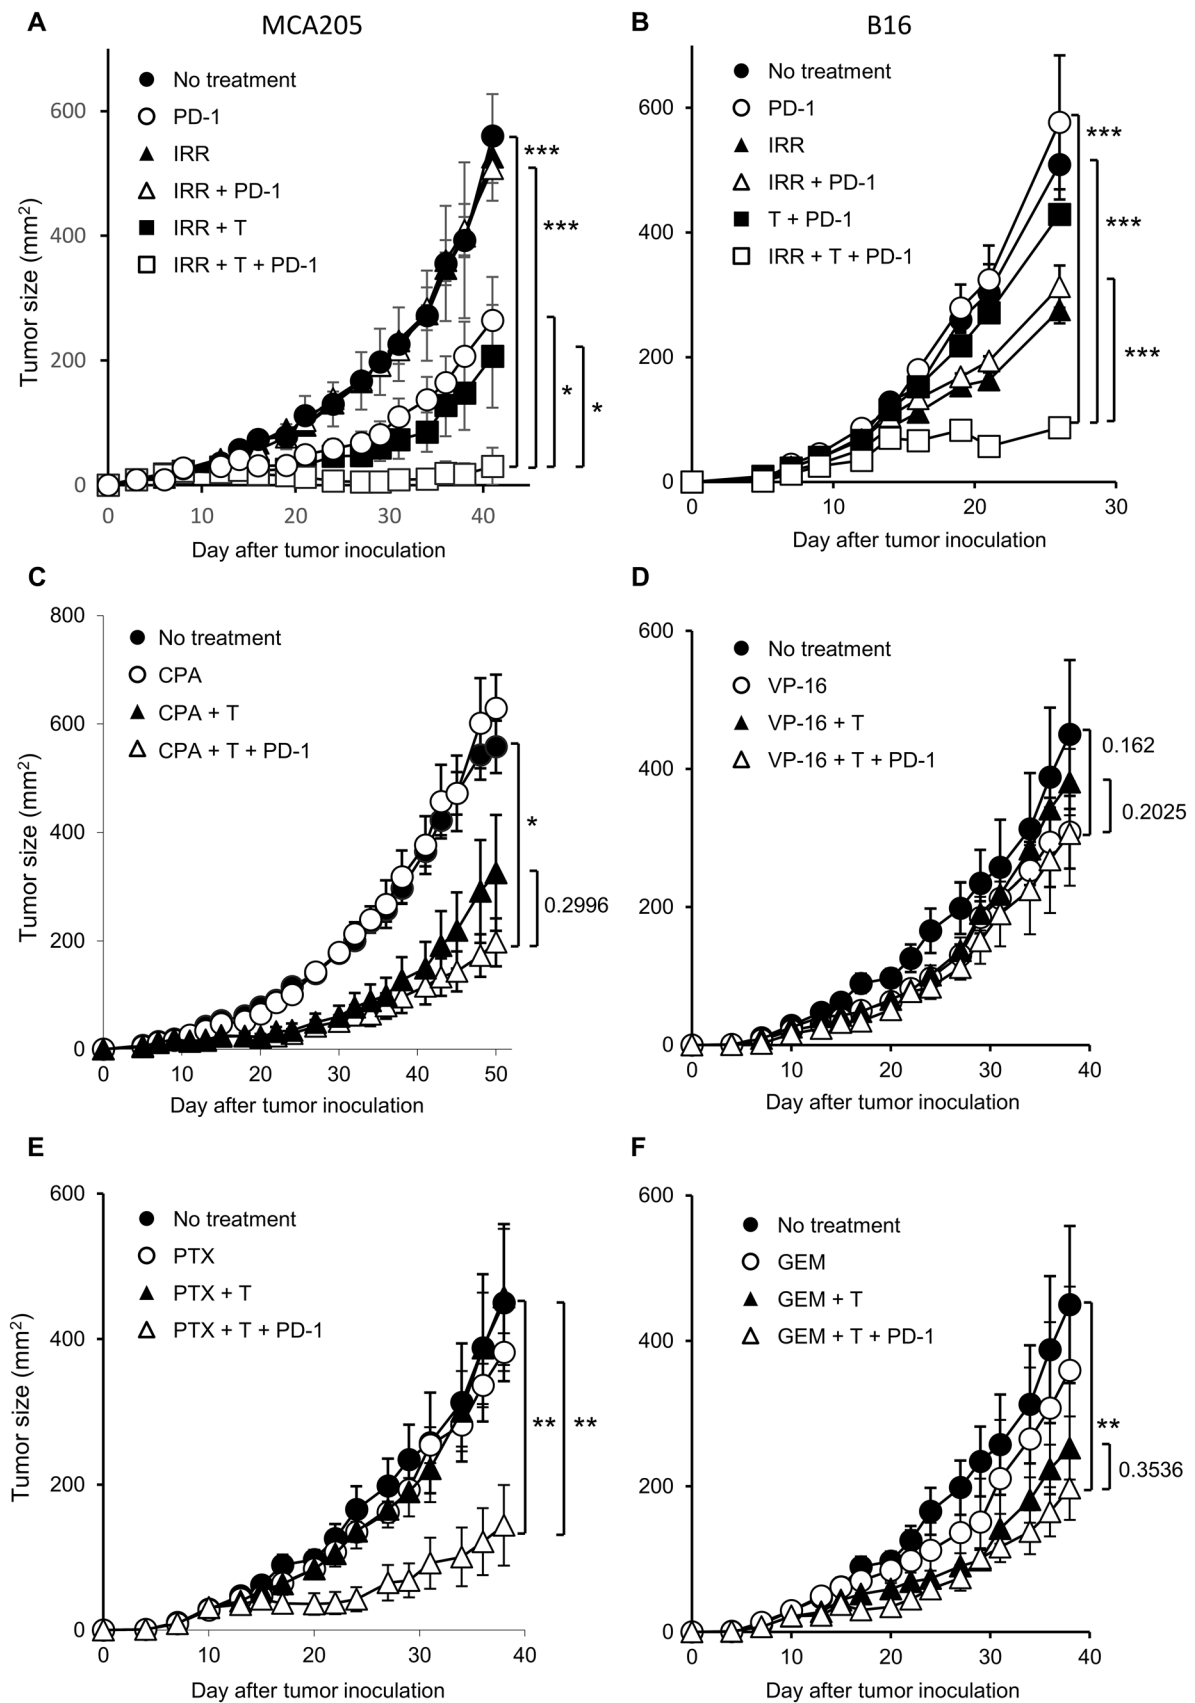 A
MCA205
No treatment
PD-1
IRR
IRR + PD-1
IRR + T
IRR + T + PD-1
Tumor size (mm²)
600
400
200
0
0
10
20
30
40
Day after tumor inoculation
***
***
*
*
B
B16
No treatment
PD-1
IRR
IRR + PD-1
T + PD-1
IRR + T + PD-1
600
400
200
0
0
10
20
30
Day after tumor inoculation
***
***
***
C
No treatment
CPA
CPA + T
CPA + T + PD-1
Tumor size (mm²)
800
600
400
200
0
0
10
20
30
40
50
Day after tumor inoculation
*
0.2996
D
No treatment
VP-16
VP-16 + T
VP-16 + T + PD-1
600
400
200
0
0
10
20
30
40
Day after tumor inoculation
0.162
0.2025
E
No treatment
PTX
PTX + T
PTX + T + PD-1
Tumor size (mm²)
600
400
200
0
0
10
20
30
40
Day after tumor inoculation
**
**
F
No treatment
GEM
GEM + T
GEM + T + PD-1
600
400
200
0
0
10
20
30
40
Day after tumor inoculation
**
0.3536